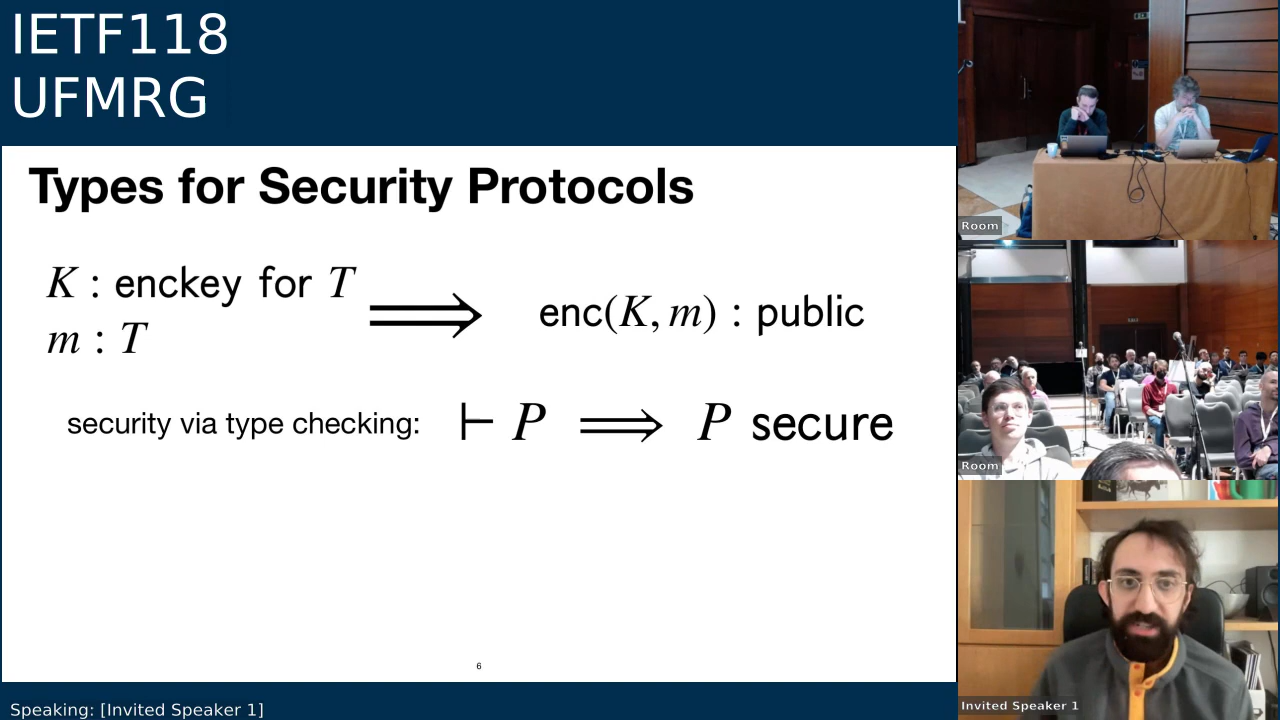 IETF118
UFMRG
Types for Security Protocols
K : enckey for T
m : T
⟹ enc(K, m) : public
security via type checking: ⊢ P ⟹ P secure
6
Speaking: [Invited Speaker 1]
Room
Room
Invited Speaker 1